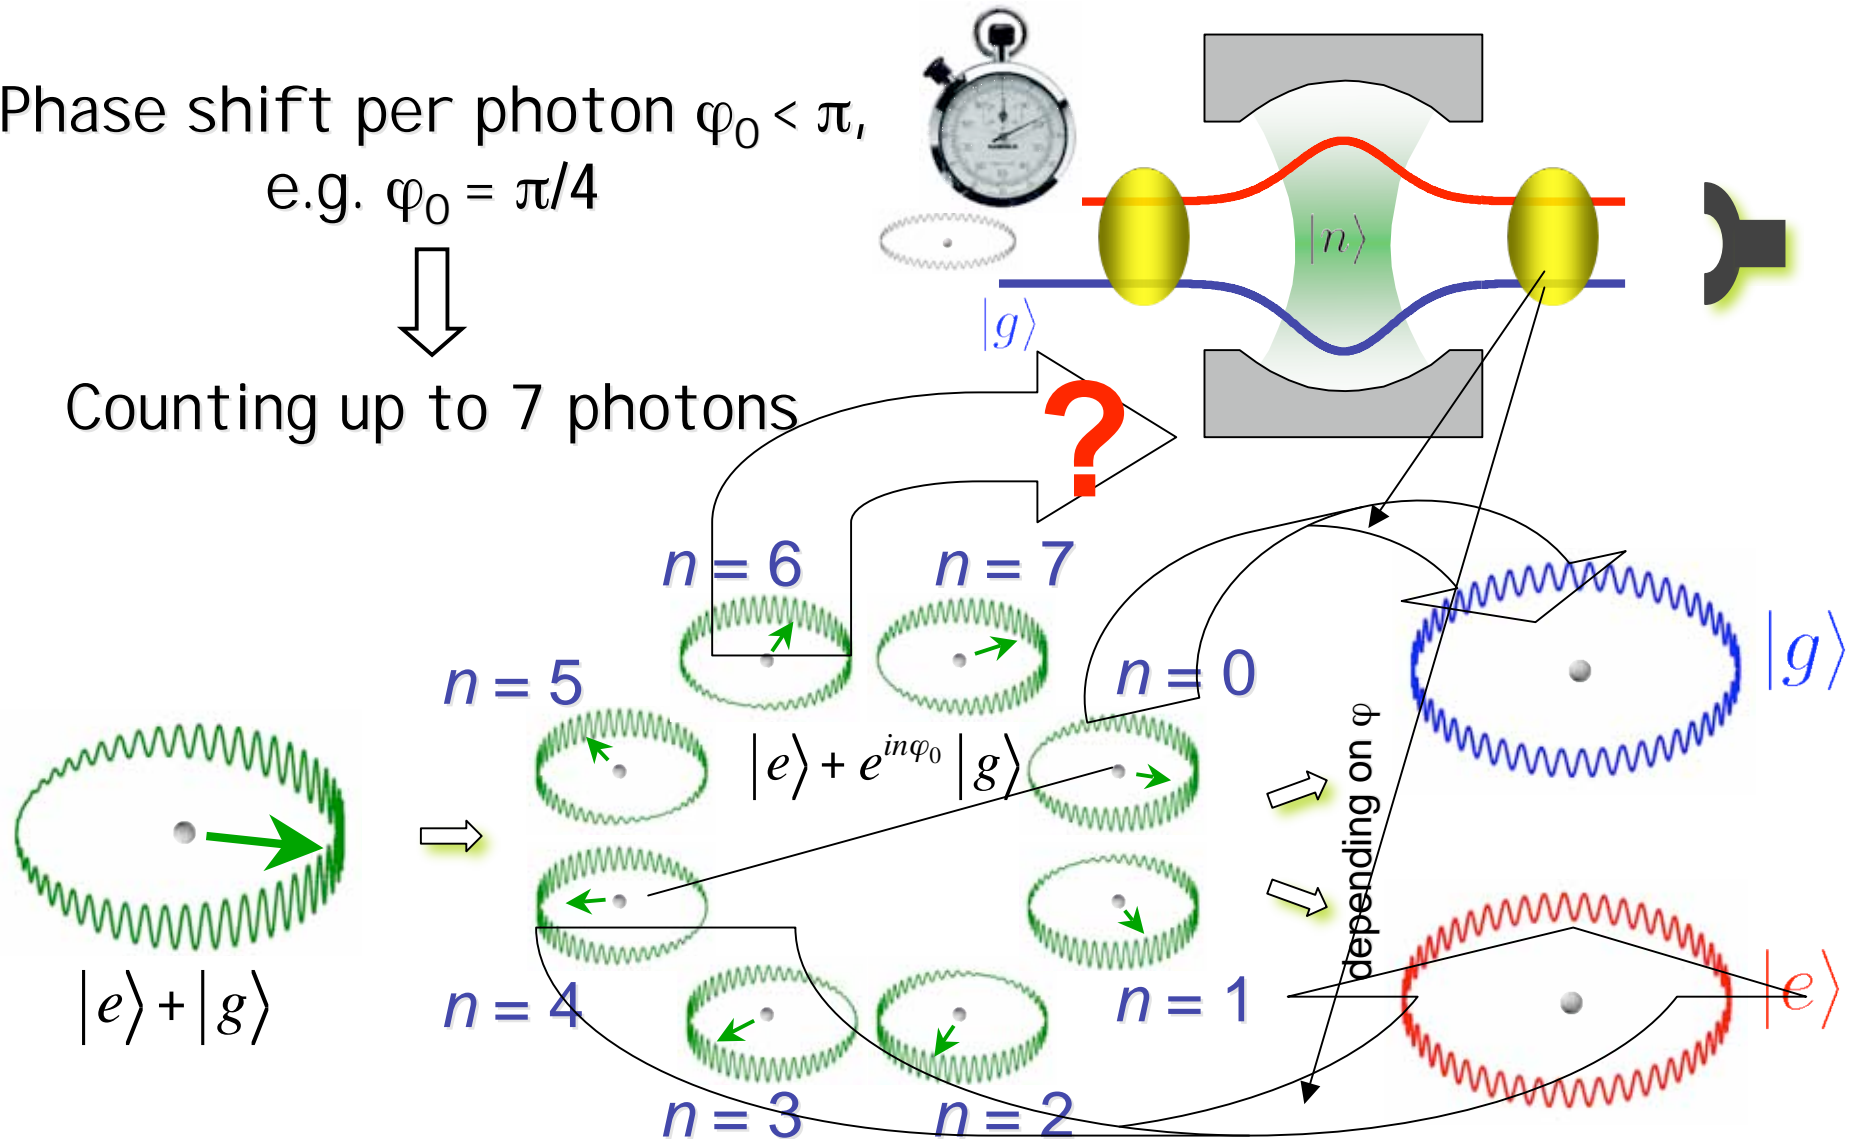 Phase shift per photon φ₀ < π,
e.g. φ₀ = π/4
Counting up to 7 photons
|n⟩
|g⟩
?
n = 6
n = 7
n = 5
n = 0
|g⟩
|e⟩ + e^{inφ₀} |g⟩
depending on φ
|e⟩ + |g⟩
n = 4
n = 1
|e⟩
n = 3
n = 2